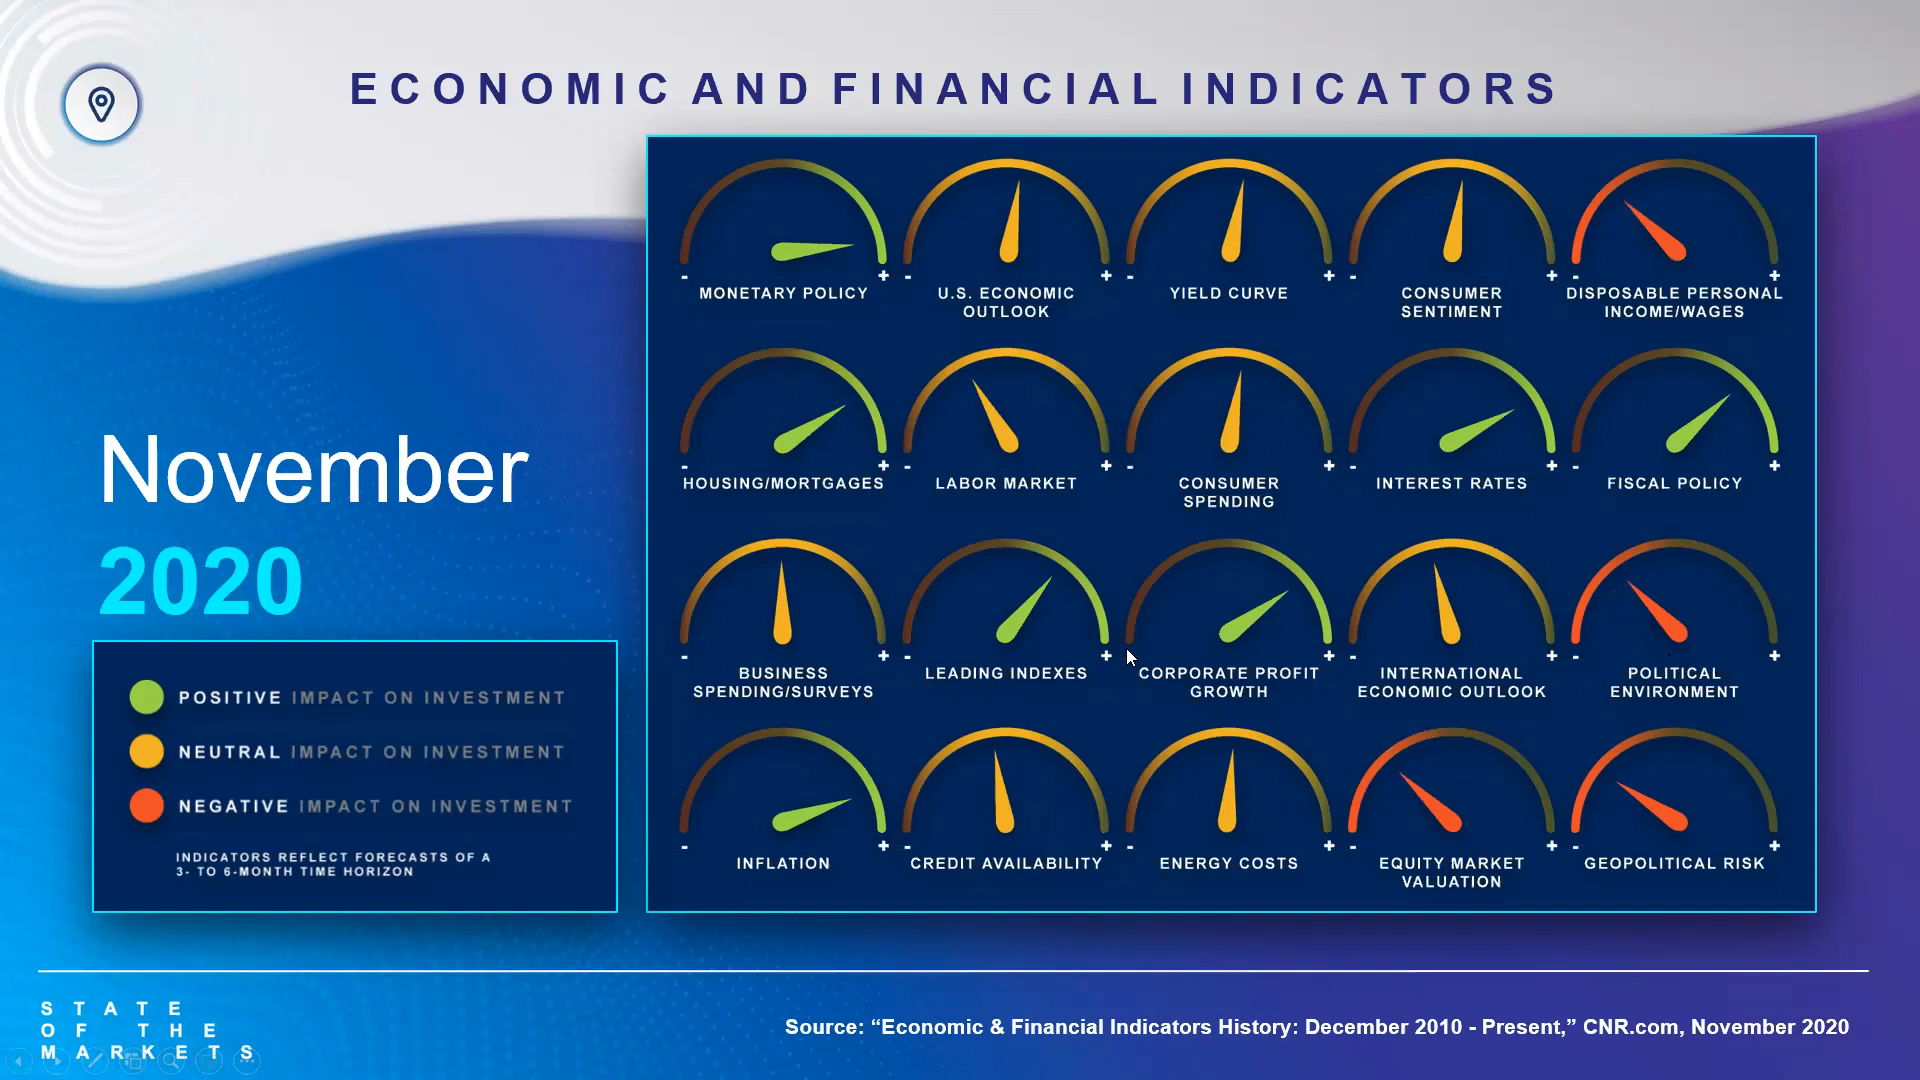 ECONOMIC AND FINANCIAL INDICATORS
November
2020
POSITIVE IMPACT ON INVESTMENT
NEUTRAL IMPACT ON INVESTMENT
NEGATIVE IMPACT ON INVESTMENT
INDICATORS REFLECT FORECASTS OF A
3- TO 6-MONTH TIME HORIZON
- +
MONETARY POLICY
- +
U.S. ECONOMIC
OUTLOOK
- +
YIELD CURVE
- +
CONSUMER
SENTIMENT
- +
DISPOSABLE PERSONAL
INCOME/WAGES
- +
HOUSING/MORTGAGES
- +
LABOR MARKET
- +
CONSUMER
SPENDING
- +
INTEREST RATES
- +
FISCAL POLICY
- +
BUSINESS
SPENDING/SURVEYS
- +
LEADING INDEXES
- +
CORPORATE PROFIT
GROWTH
- +
INTERNATIONAL
ECONOMIC OUTLOOK
- +
POLITICAL
ENVIRONMENT
- +
INFLATION
- +
CREDIT AVAILABILITY
- +
ENERGY COSTS
- +
EQUITY MARKET
VALUATION
- +
GEOPOLITICAL RISK
STATE
OF THE
MARKETS
Source: “Economic & Financial Indicators History: December 2010 - Present,” CNR.com, November 2020